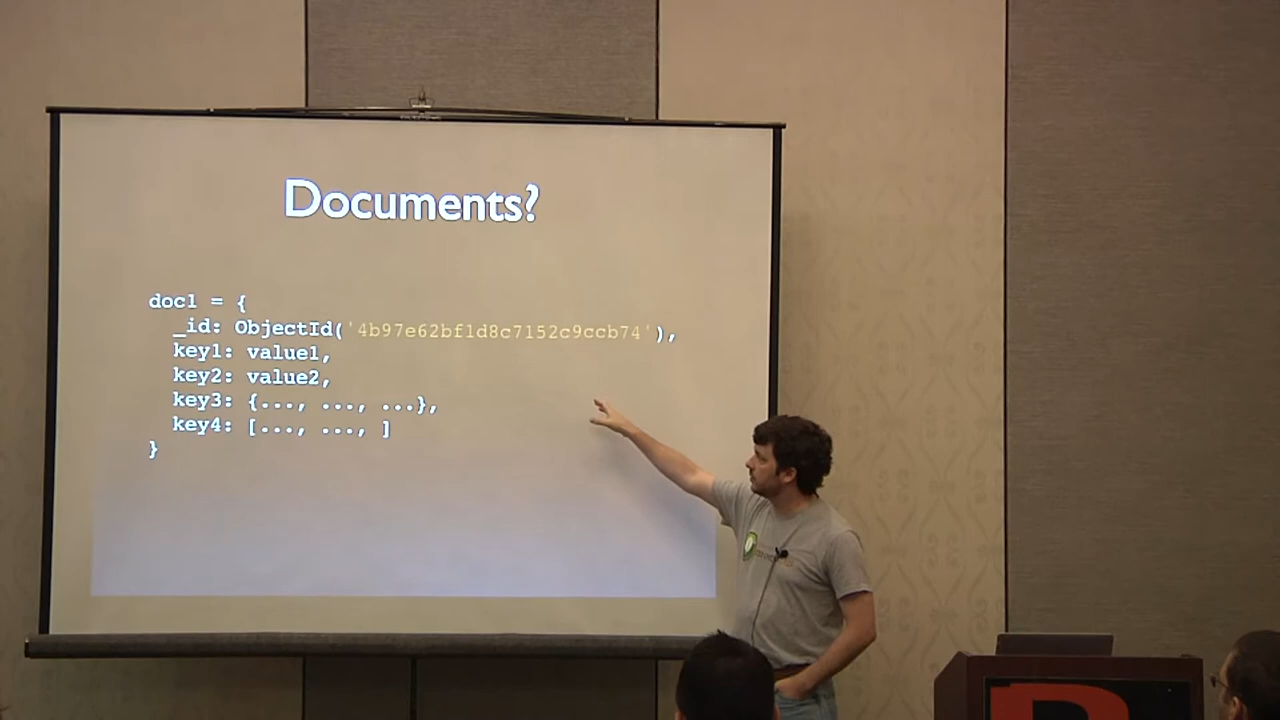 Documents?
doc1 = {
_id: ObjectId('4b97e62bf1d8c7152c9ccb74'),
key1: value1,
key2: value2,
key3: {..., ..., ...},
key4: [..., ..., ]
}